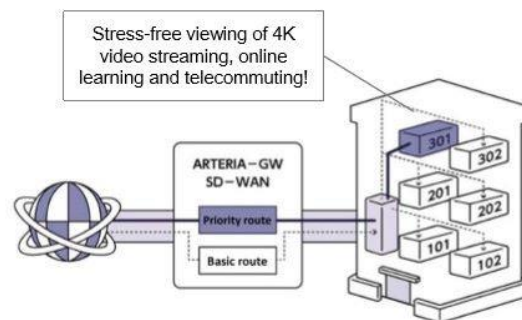 Stress-free viewing of 4K
video streaming, online
learning and telecommuting!
ARTERIA-GW
SD-WAN
Priority route
Basic route
301
302
201
202
101
102